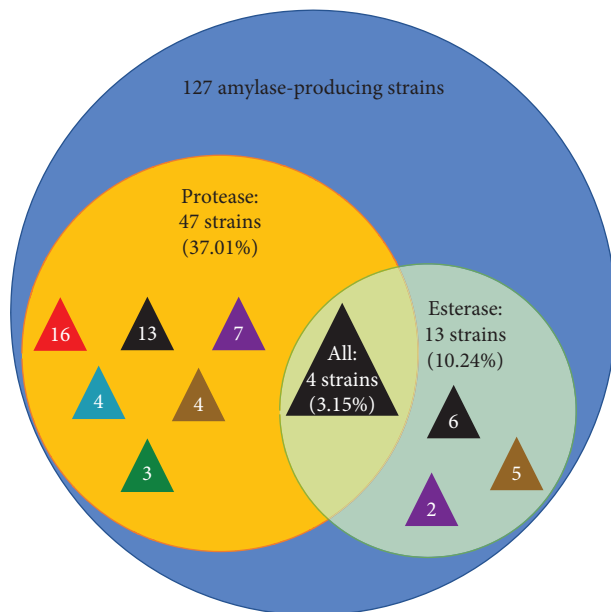 127 amylase-producing strains
Protease:
47 strains
(37.01%)
Esterase:
13 strains
(10.24%)
16
13
7
All:
4 strains
(3.15%)
4
4
6
3
5
2